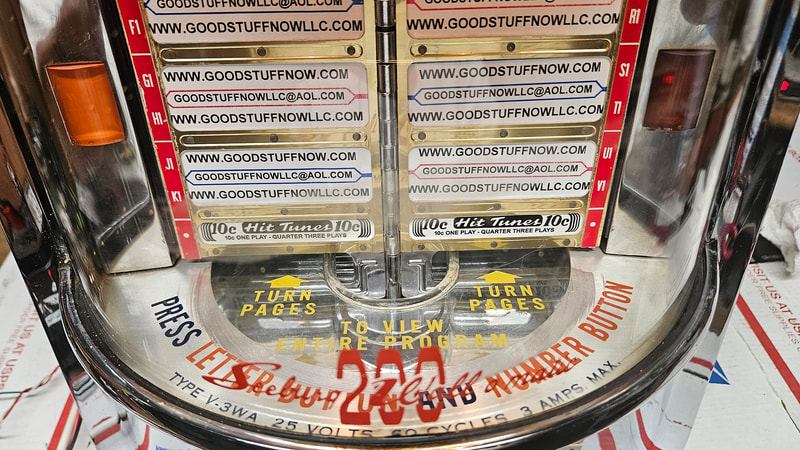 GOODSTUFFNOWLLC@AOL.COM
WWW.GOODSTUFFNOWLLC.COM
WWW.GOODSTUFFNOWLLC.COM
F1
R1
WWW.GOODSTUFFNOW.COM
GOODSTUFFNOWLLC@AOL.COM
WWW.GOODSTUFFNOWLLC.COM
WWW.GOODSTUFFNOW.COM
GOODSTUFFNOWLLC@AOL.COM
WWW.GOODSTUFFNOWLLC.COM
G1
H1
S1
T1
WWW.GOODSTUFFNOW.COM
GOODSTUFFNOWLLC@AOL.COM
WWW.GOODSTUFFNOWLLC.COM
WWW.GOODSTUFFNOW.COM
GOODSTUFFNOWLLC@AOL.COM
WWW.GOODSTUFFNOWLLC.COM
J1
K1
U1
V1
10c Hit Tunes 10c
10c ONE PLAY - QUARTER THREE PLAYS
10c Hit Tunes 10c
10c ONE PLAY - QUARTER THREE PLAYS
TURN
PAGES
TURN
PAGES
TO VIEW
ENTIRE PROGRAM
PRESS LETTER BUTTON AND NUMBER BUTTON
200
TYPE V-3WA 25 VOLTS 60 CYCLES 3 AMPS MAX.
VISIT US AT USPS